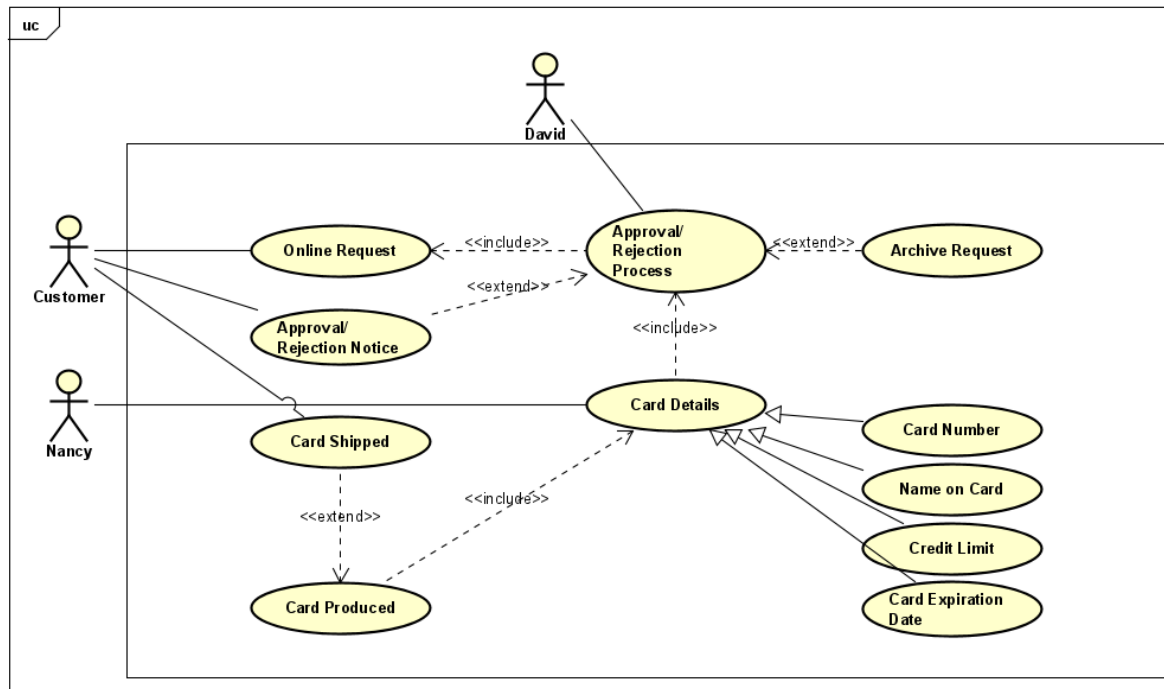 uc
David
Customer
Nancy
Online Request
<<include>>
Approval/
Rejection
Process
<<extend>>
Archive Request
<<extend>>
Approval/
Rejection Notice
<<include>>
Card Details
Card Shipped
Card Number
Name on Card
<<include>>
<<extend>>
Credit Limit
Card Produced
Card Expiration
Date